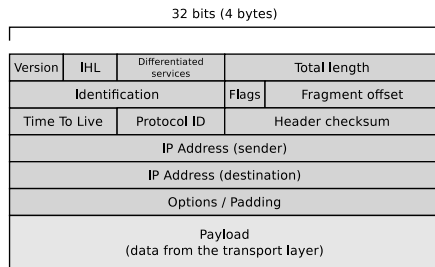 32 bits (4 bytes)
Version IHL Differentiated services Total length
Identification Flags Fragment offset
Time To Live Protocol ID Header checksum
IP Address (sender)
IP Address (destination)
Options / Padding
Payload
(data from the transport layer)